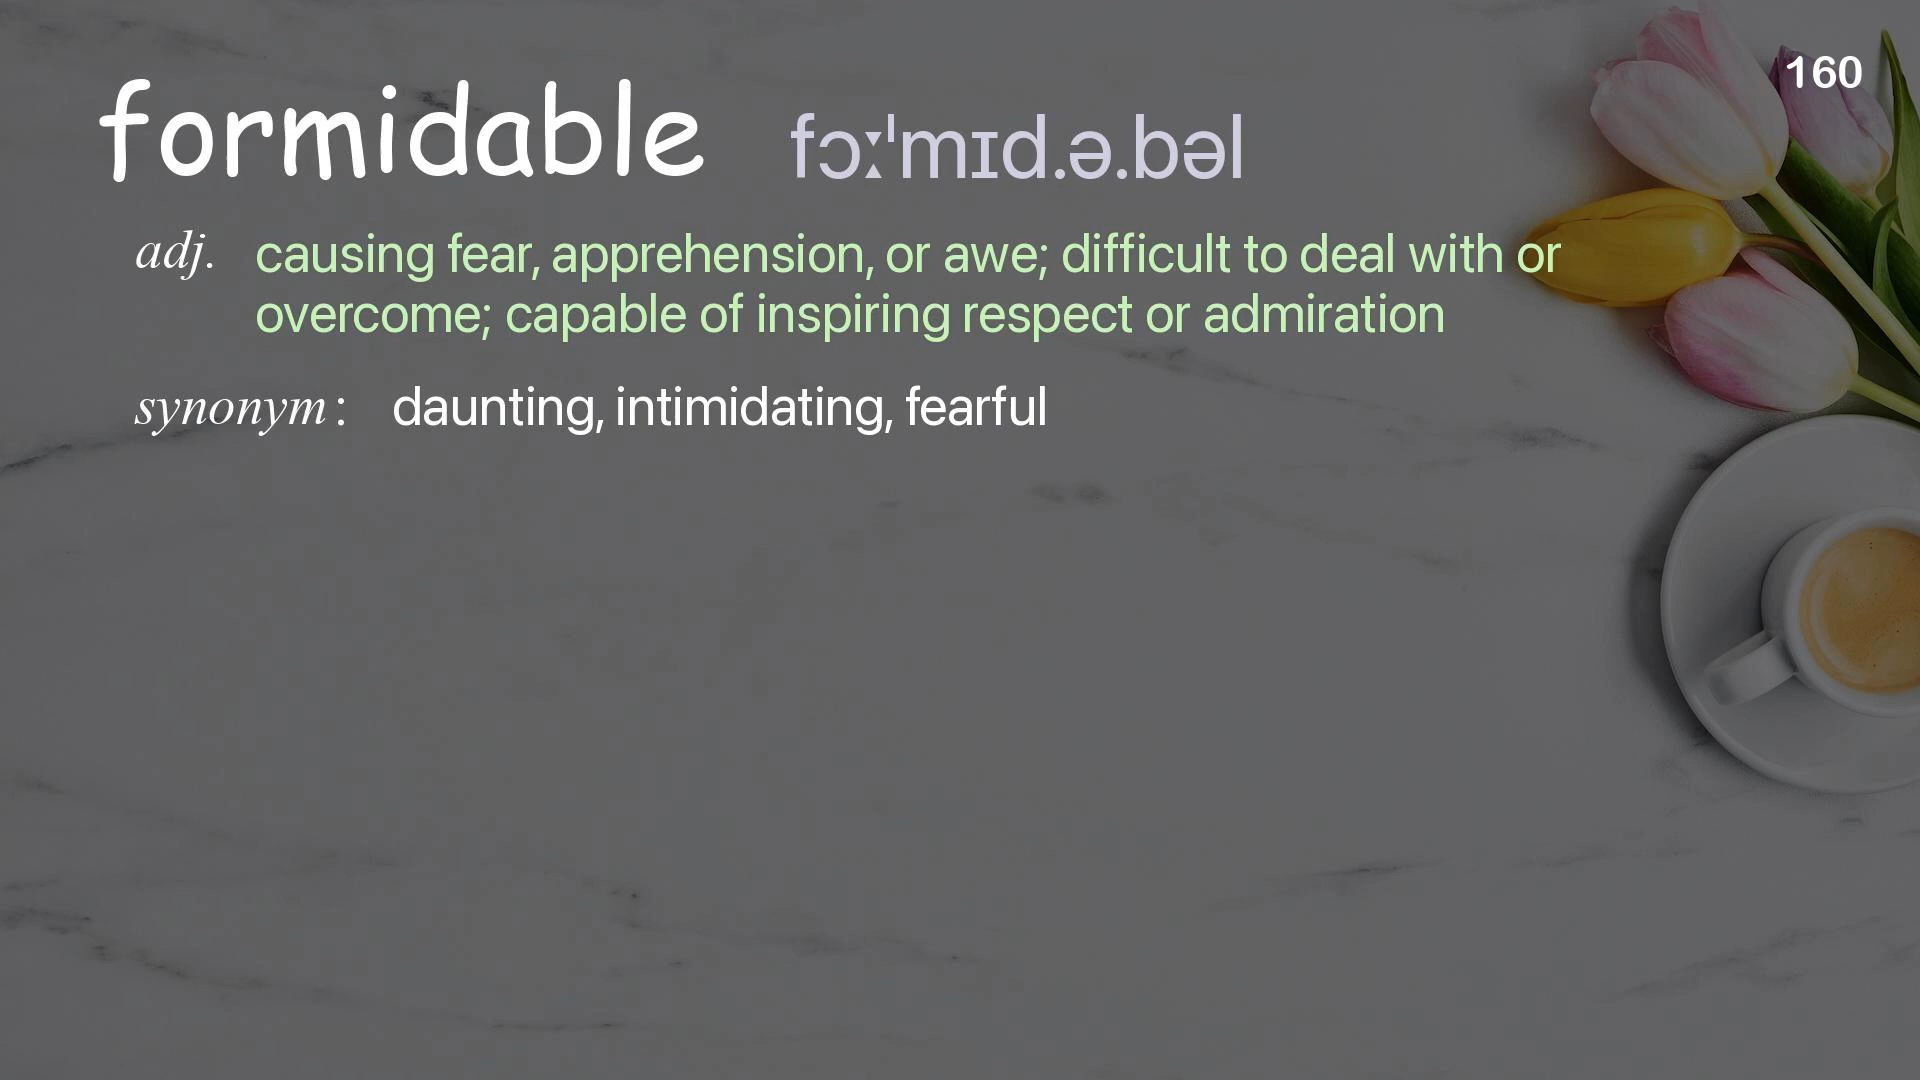 160
formidable fɔːˈmɪd.ə.bəl
adj. causing fear, apprehension, or awe; difficult to deal with or
overcome; capable of inspiring respect or admiration
synonym: daunting, intimidating, fearful